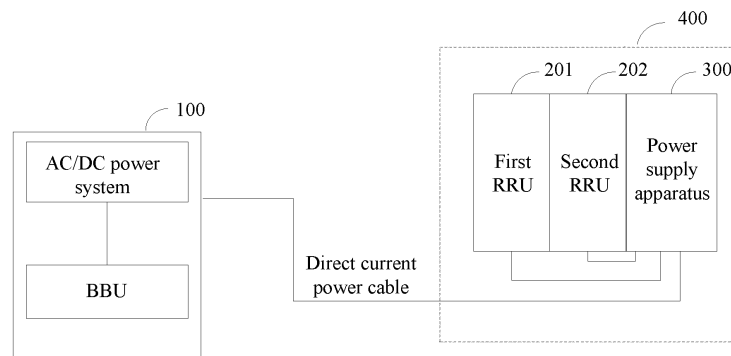 400
201
202
300
100
AC/DC power
system
First
RRU
Second
RRU
Power
supply
apparatus
Direct current
power cable
BBU